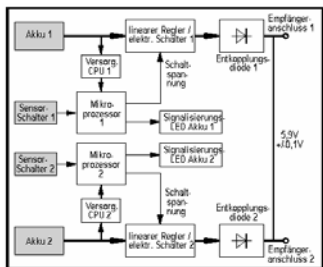 Akku 1
linearer Regler /
elektr. Schalter 1
Empfänger-
anschluss 1
Versorg.
CPU 1
Schalt-
spannung
Entkopplungs-
diode 1
Sensor-
Schalter 1
Mikro-
prozessor
1
Signalisierungs-
LED Akku 1
5,9V
+/-0,1V
Sensor-
Schalter 2
Mikro-
prozessor
2
Signalisierungs-
LED Akku 2
Versorg.
CPU 2
Schalt-
spannung
Entkopplungs-
diode 2
Akku 2
linearer Regler /
elektr. Schalter 2
Empfänger-
anschluss 2